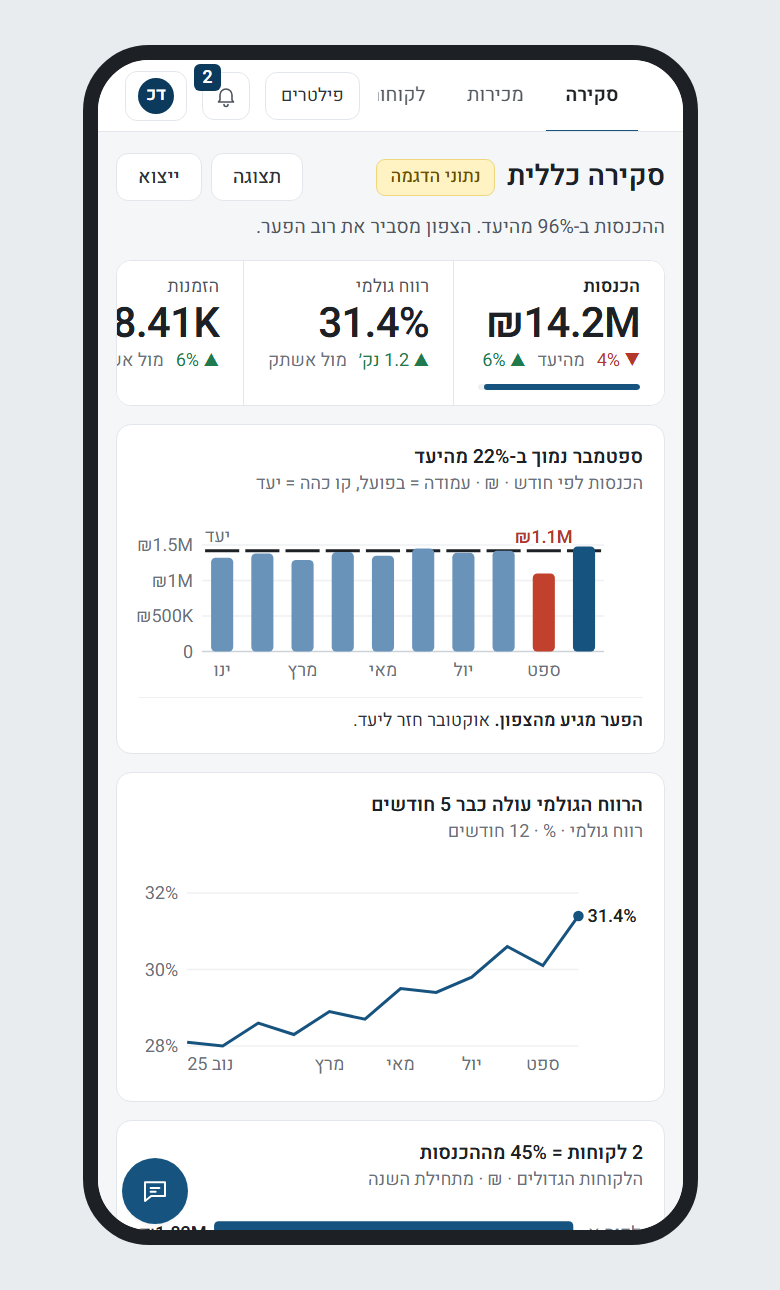 סקירה
מכירות
פילטרים
2
דכ
סקירה כללית
נתוני הדגמה
תצוגה
ייצוא
ההכנסות ב-96% מהיעד. הצפון מסביר את רוב הפער.
הכנסות
₪14.2M
▼ 4% מהיעד ▲ 6%
רווח גולמי
31.4%
▲ 1.2 נק' מול אשתק
הזמנות
8.41K
▲ 6% מול
ספטמבר נמוך ב-22% מהיעד
הכנסות לפי חודש · ₪ · עמודה = בפועל, קו כהה = יעד
יעד
₪1.1M
₪1.5M
₪1M
₪500K
0
ינו מרץ מאי יול ספט
הפער מגיע מהצפון. אוקטובר חזר ליעד.
הרווח הגולמי עולה כבר 5 חודשים
רווח גולמי · % · 12 חודשים
32%
31.4%
30%
28%
נוב 25 מרץ מאי יול ספט
2 לקוחות = 45% מההכנסות
הלקוחות הגדולים · ₪ · מתחילת השנה